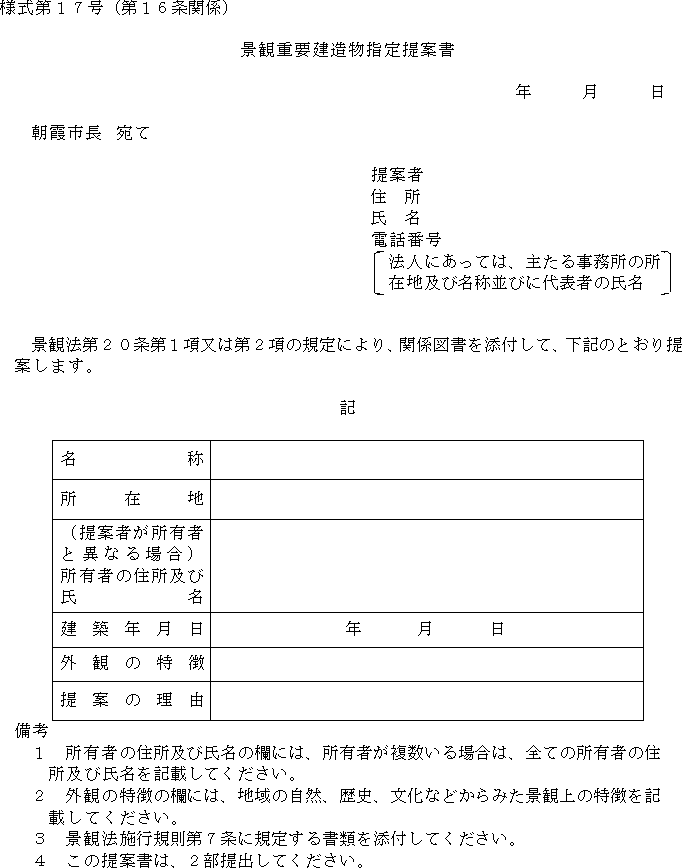 様式第１７号（第１６条関係）
景観重要建造物指定提案書
年　　　月　　　日
朝霞市長　宛て
提案者
住　所
氏　名
電話番号
法人にあっては、主たる事務所の所
在地及び名称並びに代表者の氏名
景観法第２０条第１項又は第２項の規定により、関係図書を添付して、下記のとおり提
案します。
記
名　　　　　　称
所　　在　　地
（提案者が所有者
と異なる場合）
所有者の住所及び
氏　　　　　　名
建築年月日　　　年　　　月　　　日
外観の特徴
提案の理由
備考
１　所有者の住所及び氏名の欄には、所有者が複数いる場合は、全ての所有者の住
所及び氏名を記載してください。
２　外観の特徴の欄には、地域の自然、歴史、文化などからみた景観上の特徴を記
載してください。
３　景観法施行規則第７条に規定する書類を添付してください。
４　この提案書は、２部提出してください。